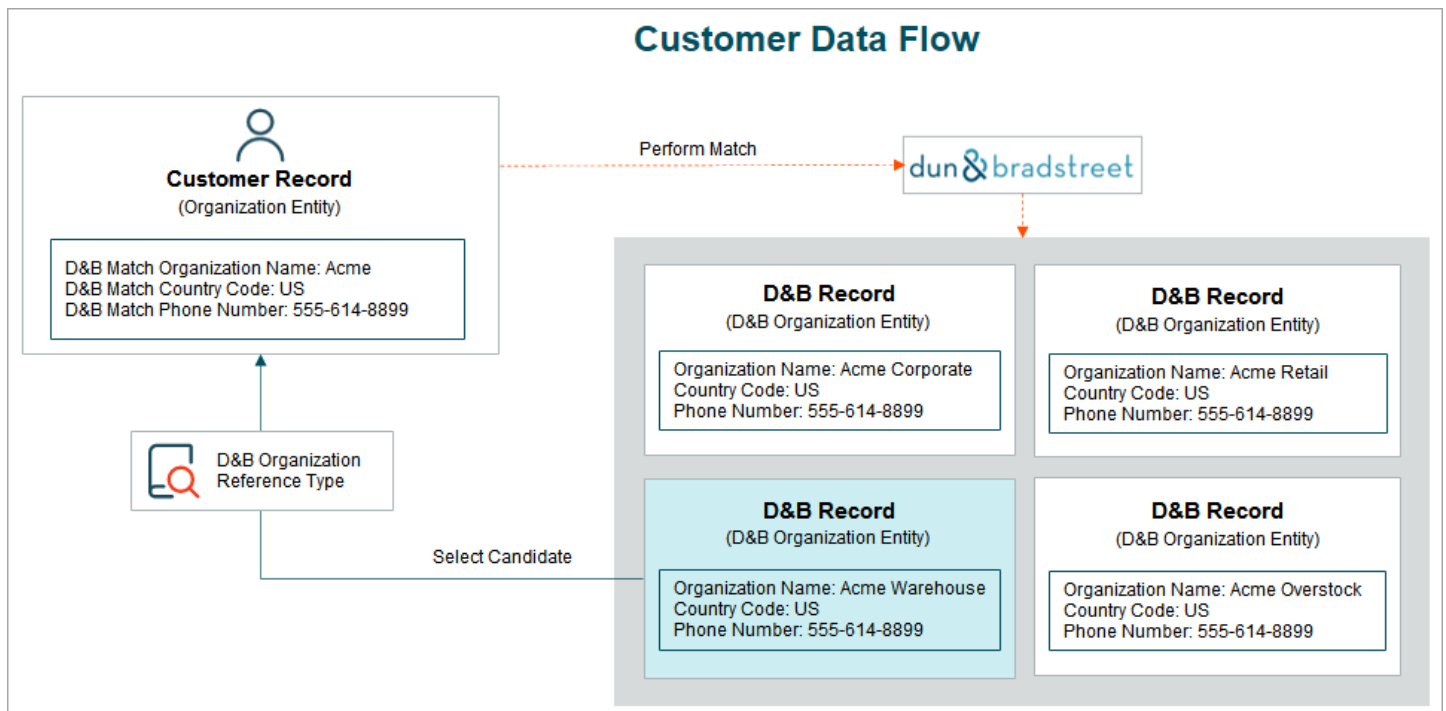 Customer Data Flow
Customer Record
(Organization Entity)
D&B Match Organization Name: Acme
D&B Match Country Code: US
D&B Match Phone Number: 555-614-8899
Perform Match
dun&bradstreet
D&B Record
(D&B Organization Entity)
Organization Name: Acme Corporate
Country Code: US
Phone Number: 555-614-8899
D&B Record
(D&B Organization Entity)
Organization Name: Acme Retail
Country Code: US
Phone Number: 555-614-8899
D&B Organization
Reference Type
Select Candidate
D&B Record
(D&B Organization Entity)
Organization Name: Acme Warehouse
Country Code: US
Phone Number: 555-614-8899
D&B Record
(D&B Organization Entity)
Organization Name: Acme Overstock
Country Code: US
Phone Number: 555-614-8899